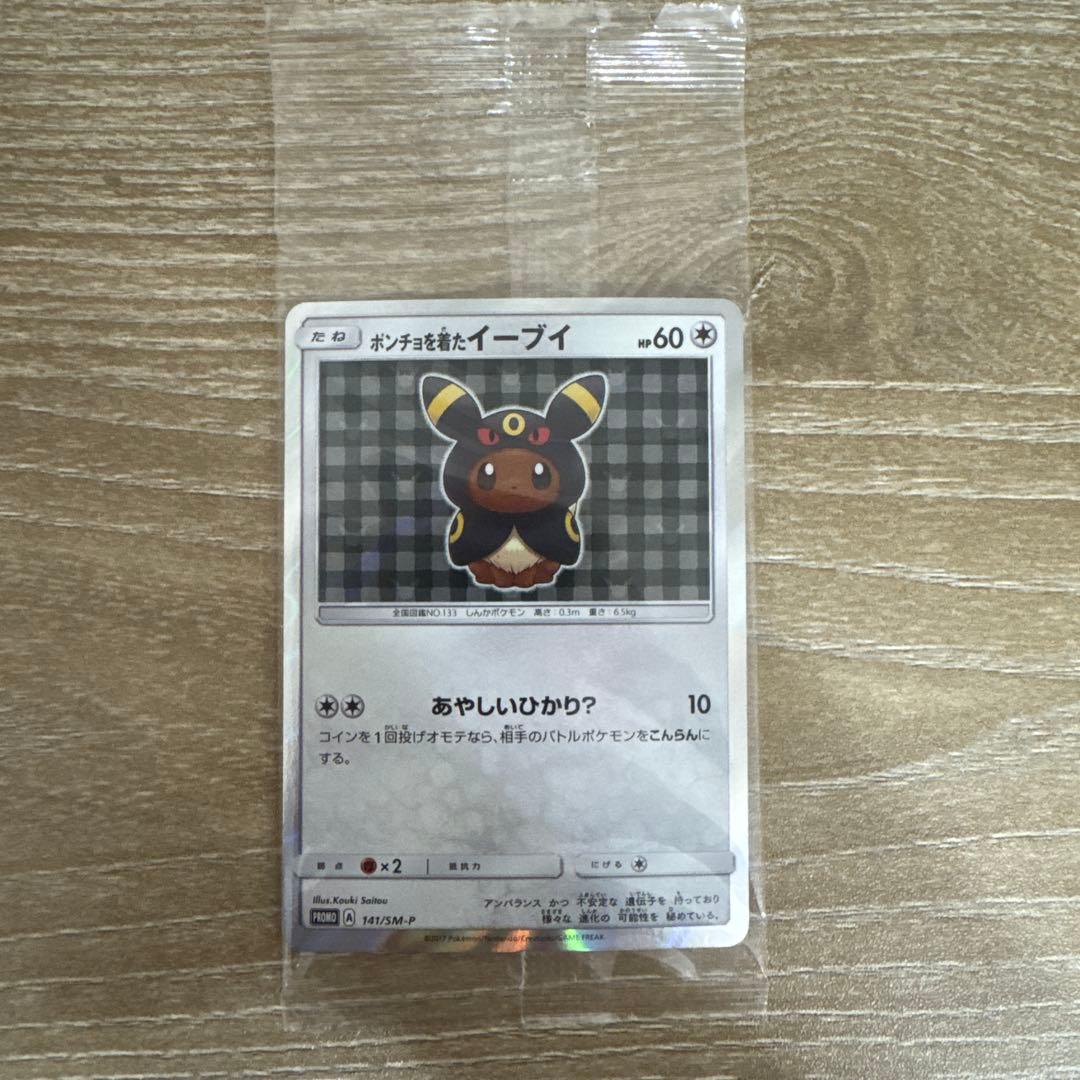 たね ポンチョを着たイーブイ HP60
全国図鑑NO.133 しんかポケモン 高さ:0.3m 重さ:6.5kg
あやしいひかり? 10
コインを1回投げオモテなら、相手のバトルポケモンをこんらんに
する。
弱点 ×2 抵抗力 にげる
Illus.Kouki Saitou
アンバランス かつ 不安定な 遺伝子を 持っており
様々な 進化の 可能性を 秘めている。
PROMO A 141/SM-P
©2017 Pokémon/Nintendo/Creatures/GAME FREAK.